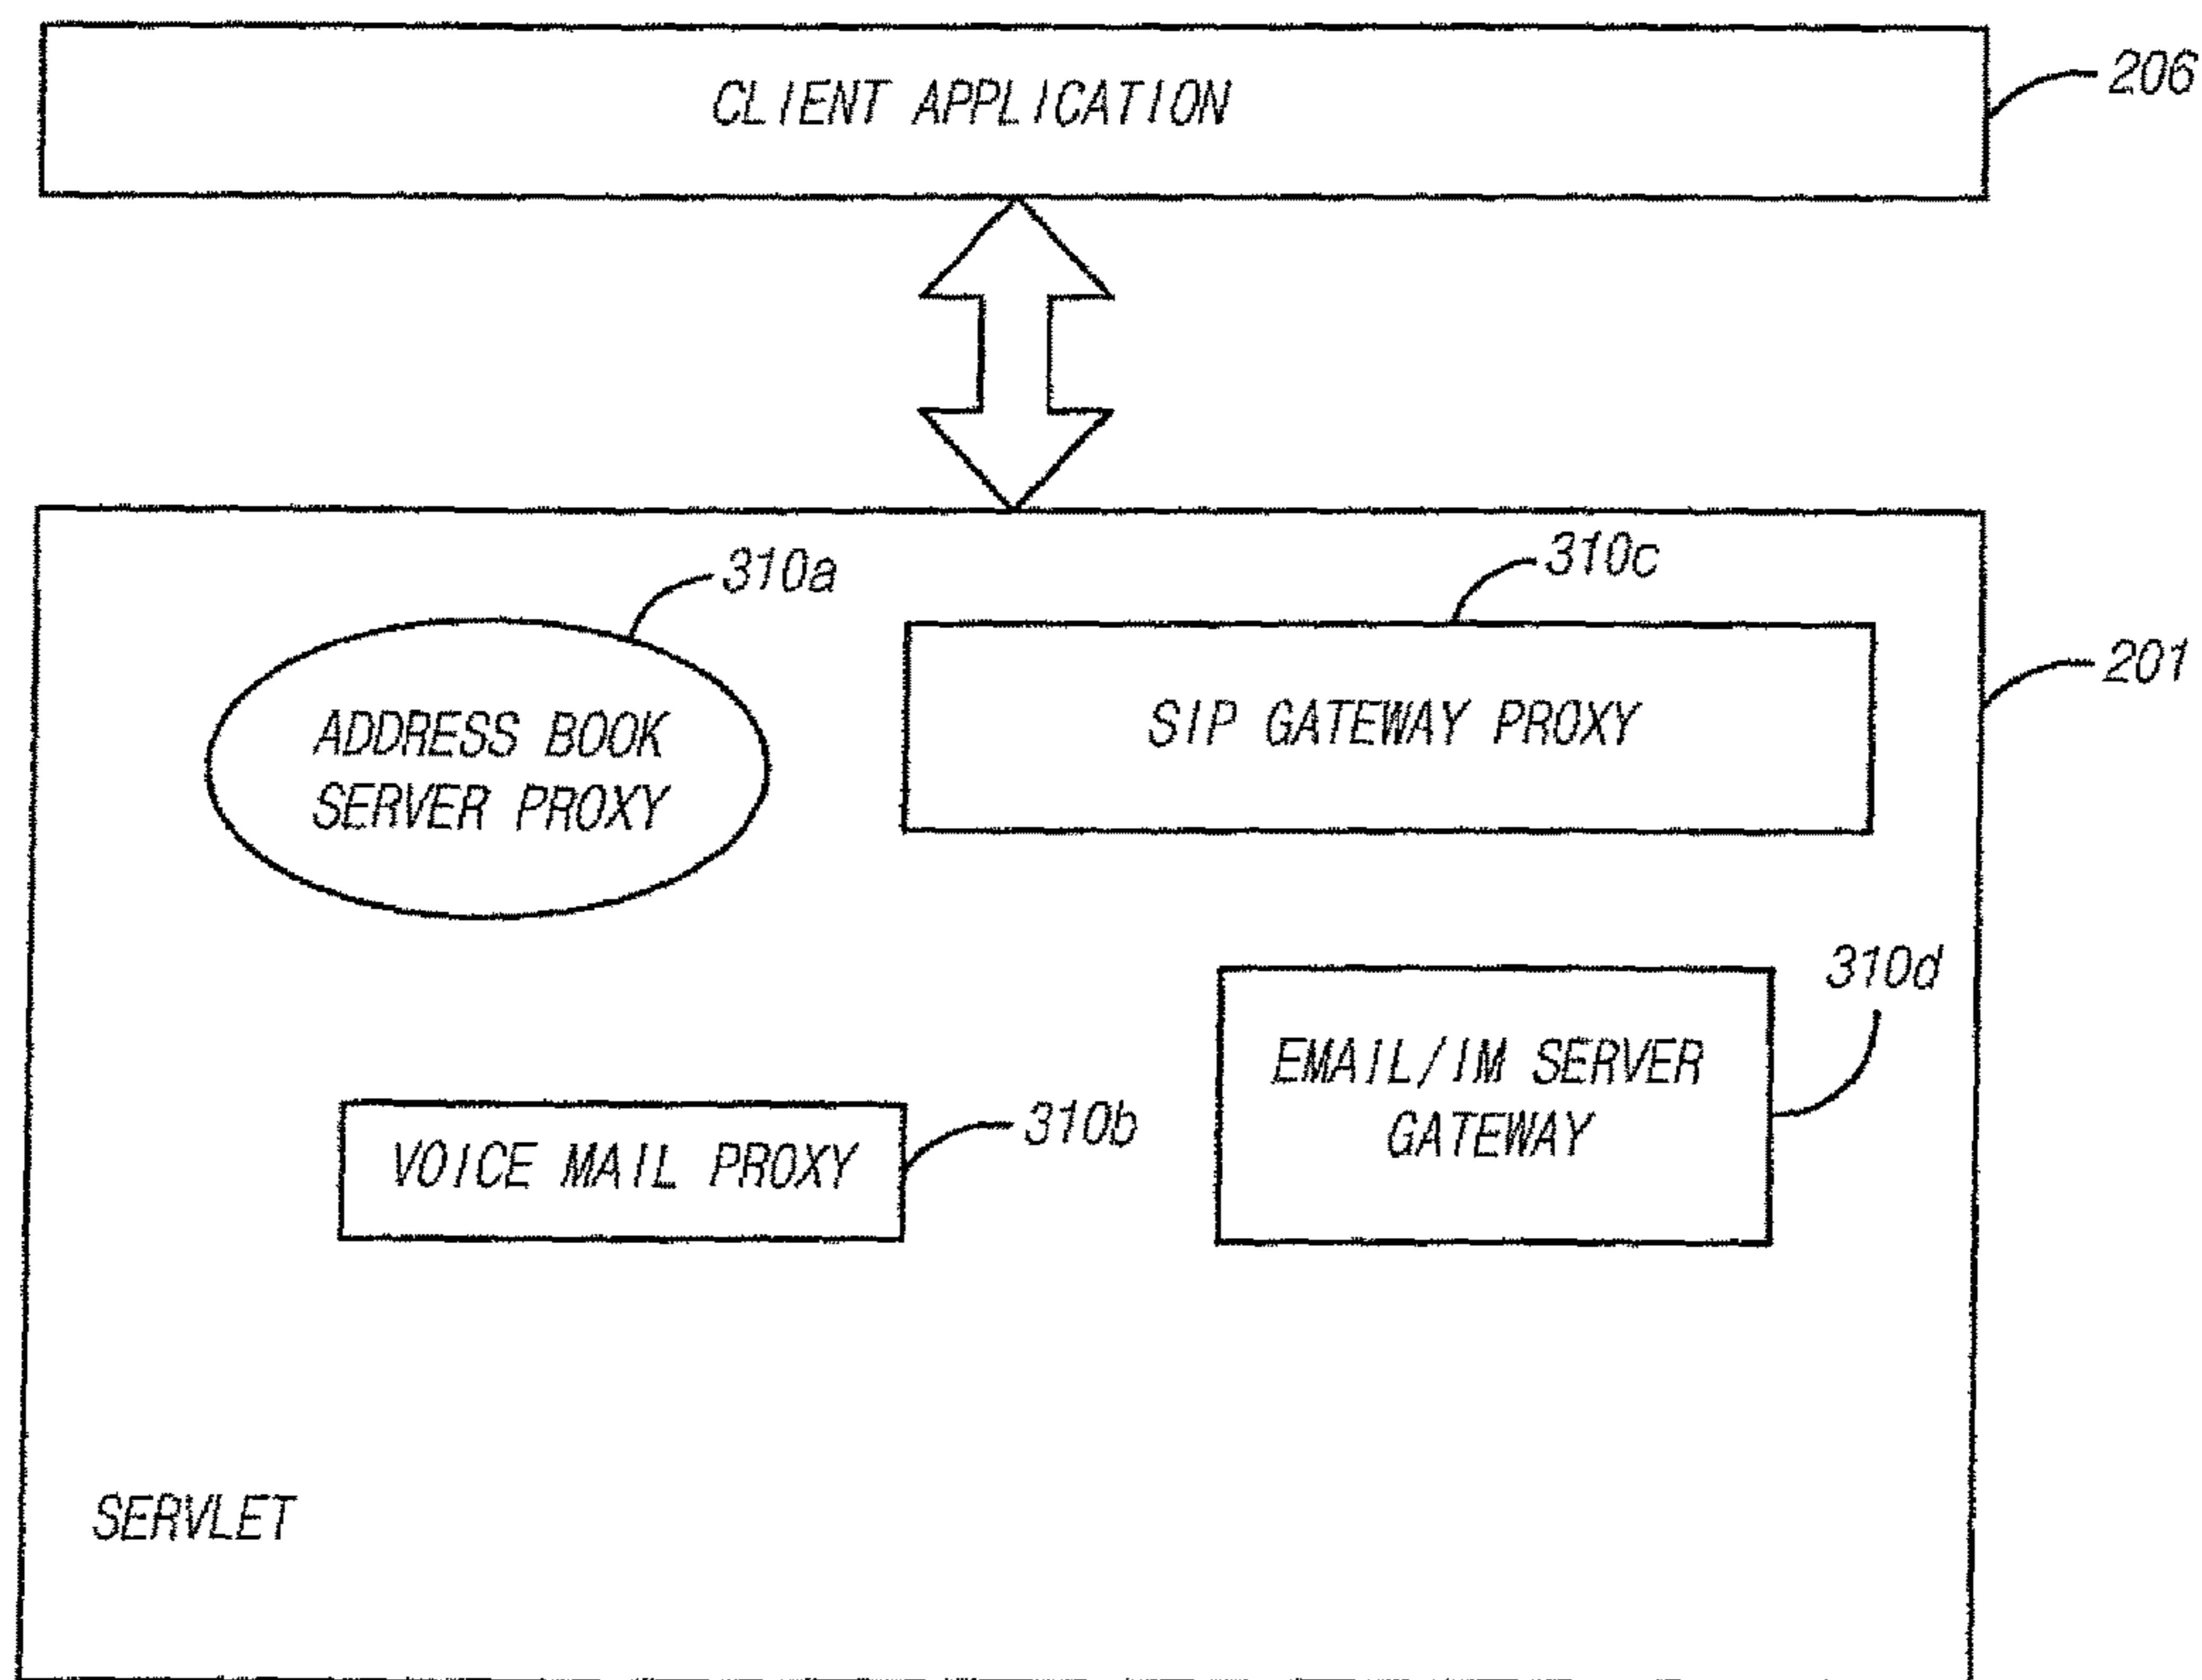 CLIENT APPLICATION
206
310a
310c
201
ADDRESS BOOK
SERVER PROXY
SIP GATEWAY PROXY
310d
EMAIL/IM SERVER
GATEWAY
310b
VOICE MAIL PROXY
SERVLET